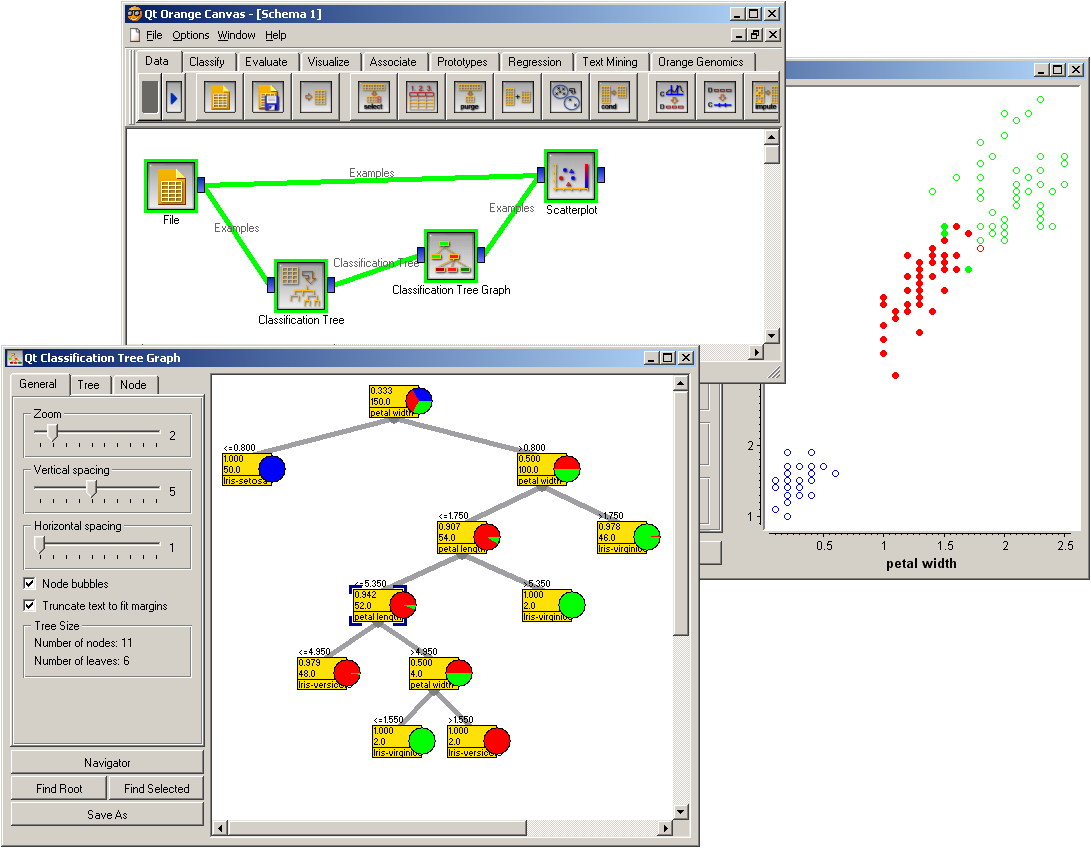 Qt Orange Canvas - [Schema 1]
File Options Window Help
Data Classify Evaluate Visualize Associate Prototypes Regression Text Mining Orange Genomics
select 1 2 3 purge cond C D D C impute
Examples
File
Examples
Examples
Scatterplot
Classification Tree
Classification Tree Graph
Classification Tree
Qt Classification Tree Graph
General Tree Node
Zoom
2
Vertical spacing
5
Horizontal spacing
1
Node bubbles
Truncate text to fit margins
Tree Size
Number of nodes: 11
Number of leaves: 6
Navigator
Find Root Find Selected
Save As
0.333
150.0
petal width
<=0.800
1.000
50.0
Iris-setosa
>0.800
0.500
100.0
petal width
<=1.750
0.907
54.0
petal length
>1.750
0.978
46.0
Iris-virginic
<=5.350
0.942
52.0
petal length
>5.350
1.000
2.0
Iris-virginic
<=4.950
0.979
48.0
Iris-versic
>4.950
0.500
4.0
petal width
<=1.550
1.000
2.0
Iris-virginic
>1.550
1.000
2.0
Iris-versic
2
1
0.5 1 1.5 2 2.5
petal width